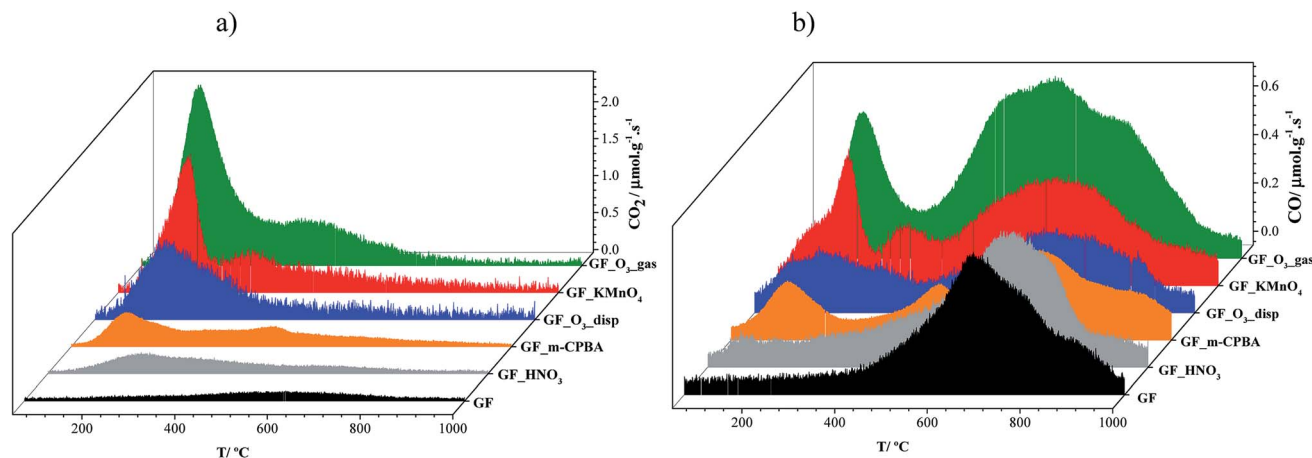 a)
2.0
1.5
1.0
0.5
0.0
CO₂/ µmol.g⁻¹.s⁻¹
GF_O₃_gas
GF_KMnO₄
GF_O₃_disp
GF_m-CPBA
GF_HNO₃
GF
200 400 600 800 1000
T/ ºC
b)
0.6
0.4
0.2
0.0
CO/ µmol.g⁻¹.s⁻¹
GF_O₃_gas
GF_KMnO₄
GF_O₃_disp
GF_m-CPBA
GF_HNO₃
GF
200 400 600 800 1000
T/ ºC